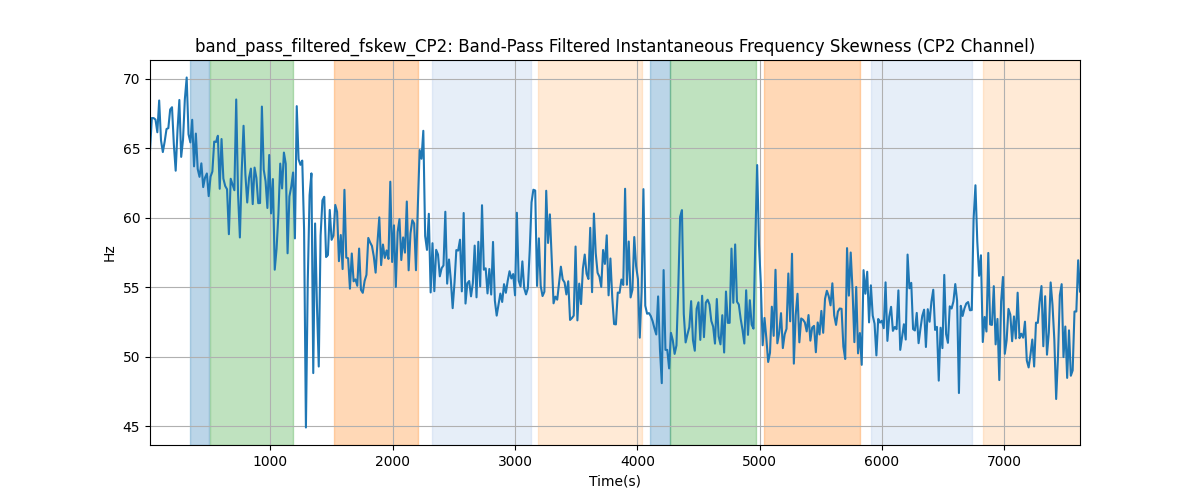 band_pass_filtered_fskew_CP2: Band-Pass Filtered Instantaneous Frequency Skewness (CP2 Channel)
70
65
60
55
50
45
Hz
1000 2000 3000 4000 5000 6000 7000
Time(s)